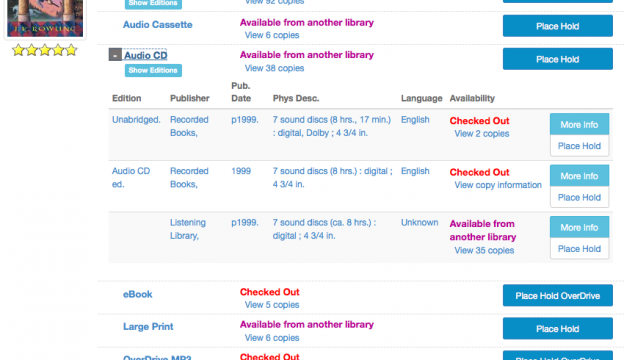 J. K. ROWLING
Show Editions
View 92 copies
Audio Cassette
Available from another library
View 6 copies
Place Hold
- Audio CD
Show Editions
Available from another library
View 38 copies
Place Hold
Edition Publisher Pub. Date Phys Desc. Language Availability
Unabridged. Recorded Books, p1999. 7 sound discs (8 hrs., 17 min.) : digital, Dolby ; 4 3/4 in. English Checked Out
View 2 copies
More Info
Place Hold
Audio CD ed. Recorded Books, 1999 7 sound discs (8 hrs.) : digital ; 4 3/4 in. English Checked Out
View copy information
More Info
Place Hold
Listening Library, p1999. 7 sound discs (ca. 8 hrs.) : digital ; 4 3/4 in. Unknown Available from another library
View 35 copies
More Info
Place Hold
eBook
Checked Out
View 5 copies
Place Hold OverDrive
Large Print
Available from another library
View 6 copies
Place Hold
OverDrive MP3
Checked Out
Place Hold OverDrive